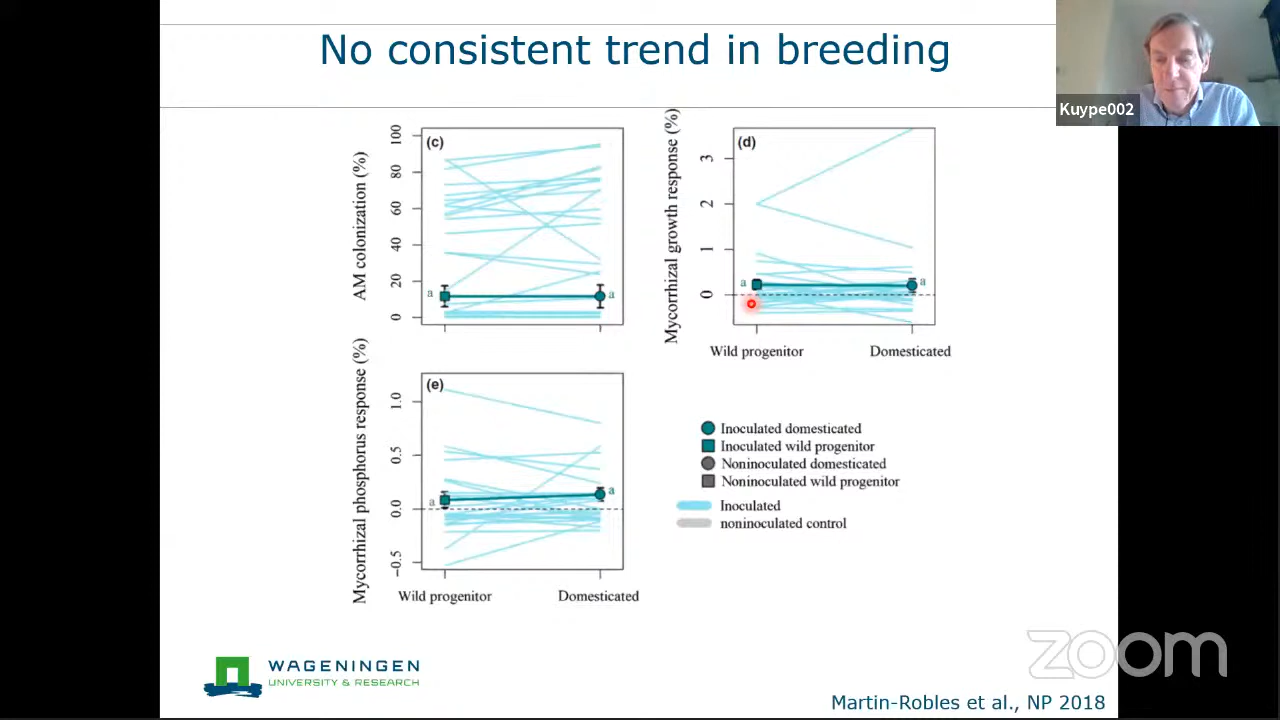 No consistent trend in breeding
Kuype002
(c)
AM colonization (%)
100
80
60
40
20
0
a
a
(d)
Mycorrhizal growth response (%)
3
2
1
0
a
a
Wild progenitor
Domesticated
(e)
Mycorrhizal phosphorus response (%)
1.0
0.5
0.0
−0.5
a
a
Wild progenitor
Domesticated
Inoculated domesticated
Inoculated wild progenitor
Noninoculated domesticated
Noninoculated wild progenitor
Inoculated
noninoculated control
WAGENINGEN
UNIVERSITY & RESEARCH
zoom
Martin-Robles et al., NP 2018